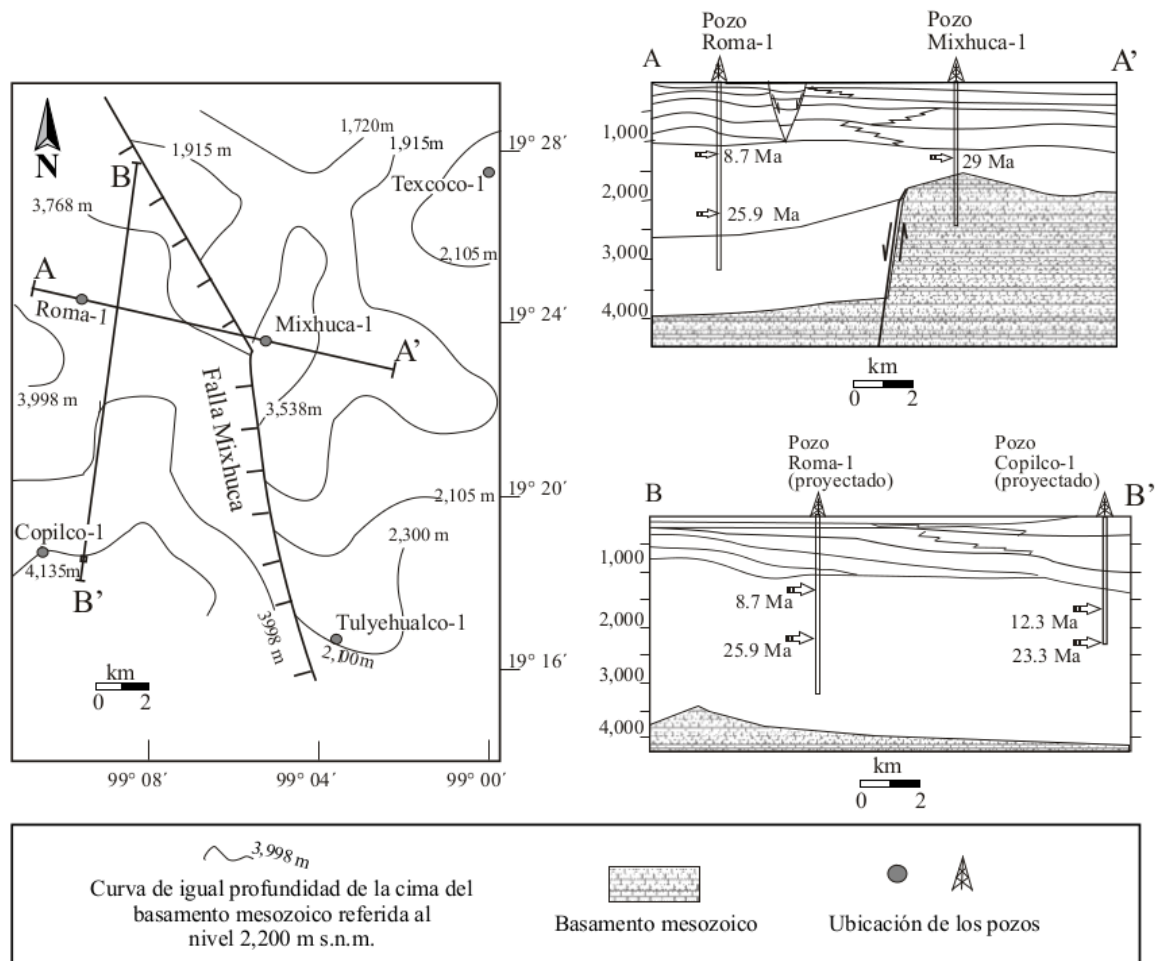 N
1,720m
1,915 m
1,915m
19° 28´
B
Texcoco-1
3,768 m
2,105 m
A
Roma-1
Mixhuca-1
19° 24´
A’
3,998 m
Falla Mixhuca
3,538m
2,105 m
19° 20´
Copilco-1
2,300 m
4,135m
B’
3998 m
Tulyehualco-1
19° 16´
km
0 2
99° 08´ 99° 04´ 99° 00´
Pozo
Roma-1
Pozo
Mixhuca-1
A
A’
1,000
8.7 Ma
29 Ma
2,000
25.9 Ma
3,000
4,000
km
0 2
Pozo
Roma-1
(proyectado)
Pozo
Copilco-1
(proyectado)
B
B’
1,000
8.7 Ma
12.3 Ma
2,000
25.9 Ma
23.3 Ma
3,000
4,000
km
0 2
3,998 m
Curva de igual profundidad de la cima del
basamento mesozoico referida al
nivel 2,200 m s.n.m.
Basamento mesozoico
Ubicación de los pozos